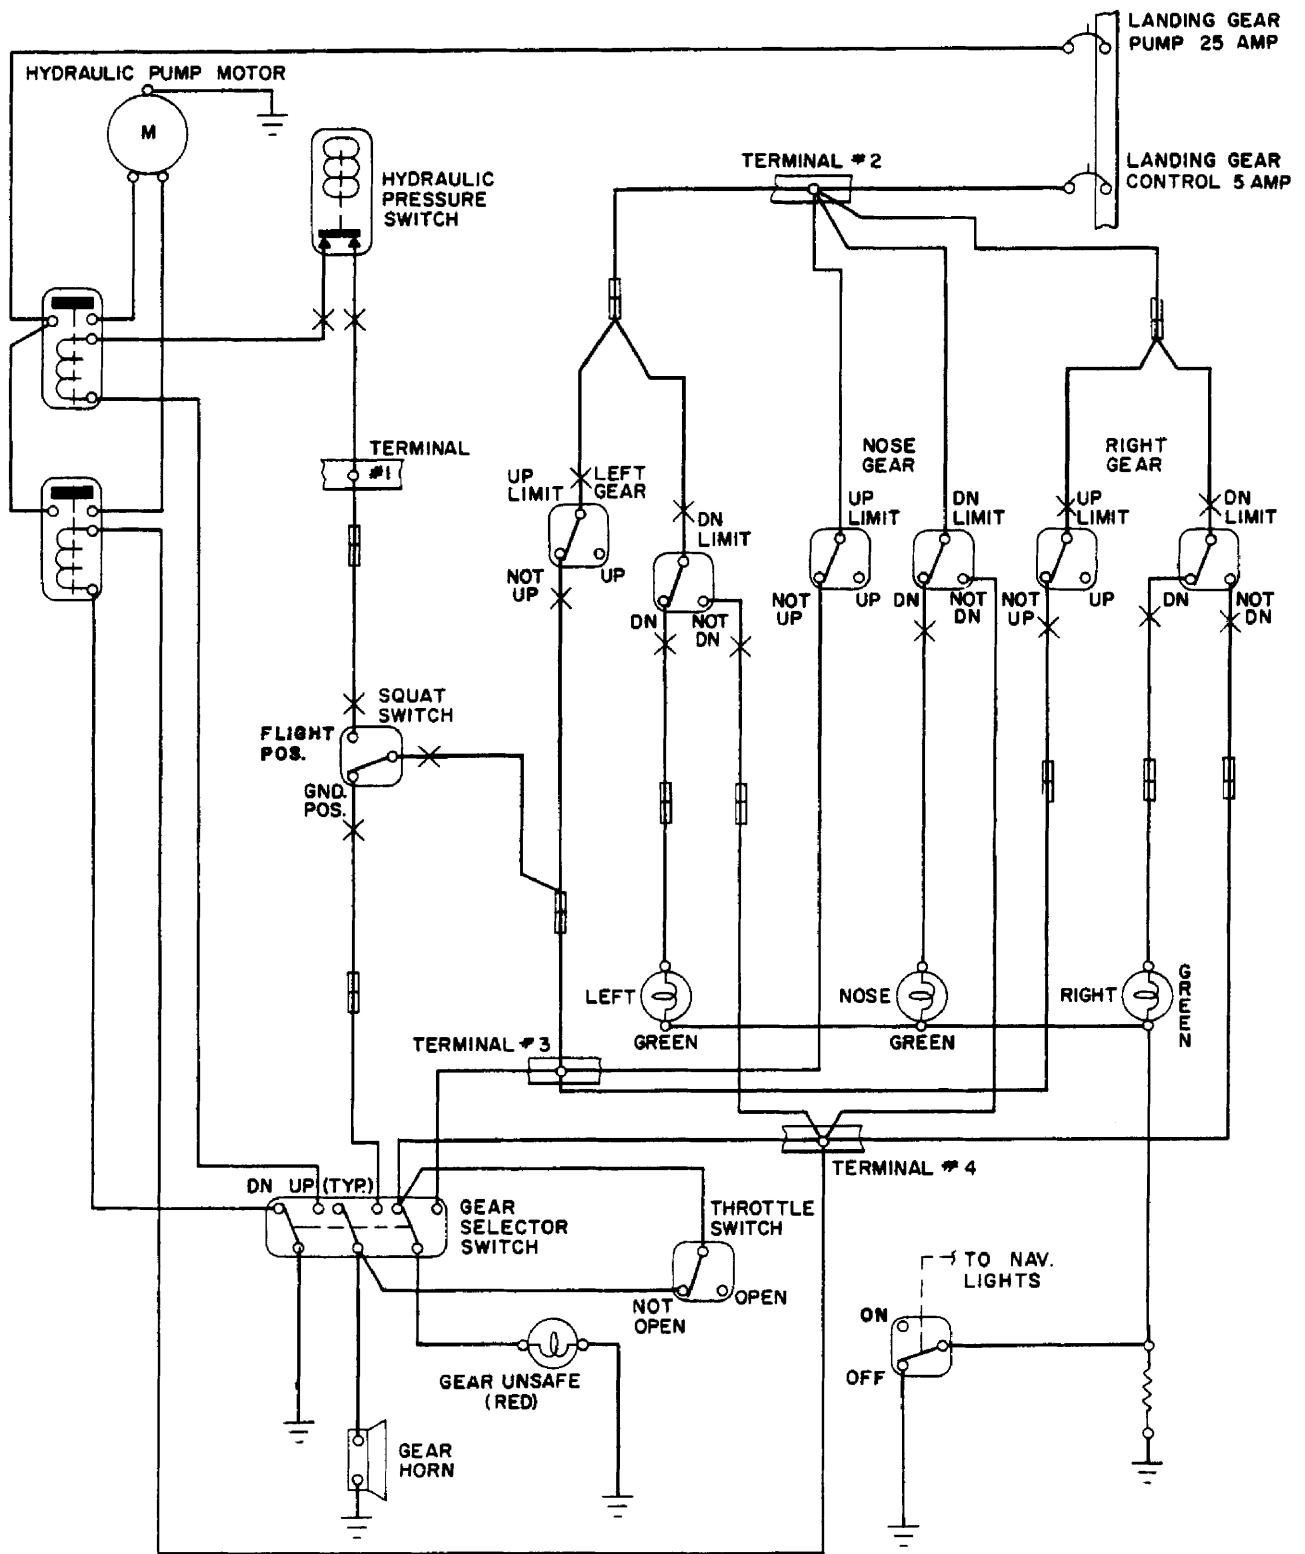 LANDING GEAR
PUMP 25 AMP
HYDRAULIC PUMP MOTOR
M
HYDRAULIC
PRESSURE
SWITCH
TERMINAL #2
LANDING GEAR
CONTROL 5 AMP
TERMINAL
#1
UP
LIMIT
LEFT
GEAR
DN
LIMIT
NOT
UP
UP
DN
NOT
DN
NOSE
GEAR
UP
LIMIT
DN
LIMIT
NOT
UP
UP
DN
NOT
DN
RIGHT
GEAR
UP
LIMIT
DN
LIMIT
NOT
UP
UP
DN
NOT
DN
SQUAT
SWITCH
FLIGHT
POS.
GND.
POS.
LEFT
GREEN
NOSE
GREEN
RIGHT
GREEN
TERMINAL #3
TERMINAL #4
DN UP (TYP.)
GEAR
SELECTOR
SWITCH
THROTTLE
SWITCH
NOT
OPEN
OPEN
GEAR UNSAFE
(RED)
GEAR
HORN
TO NAV.
LIGHTS
ON
OFF